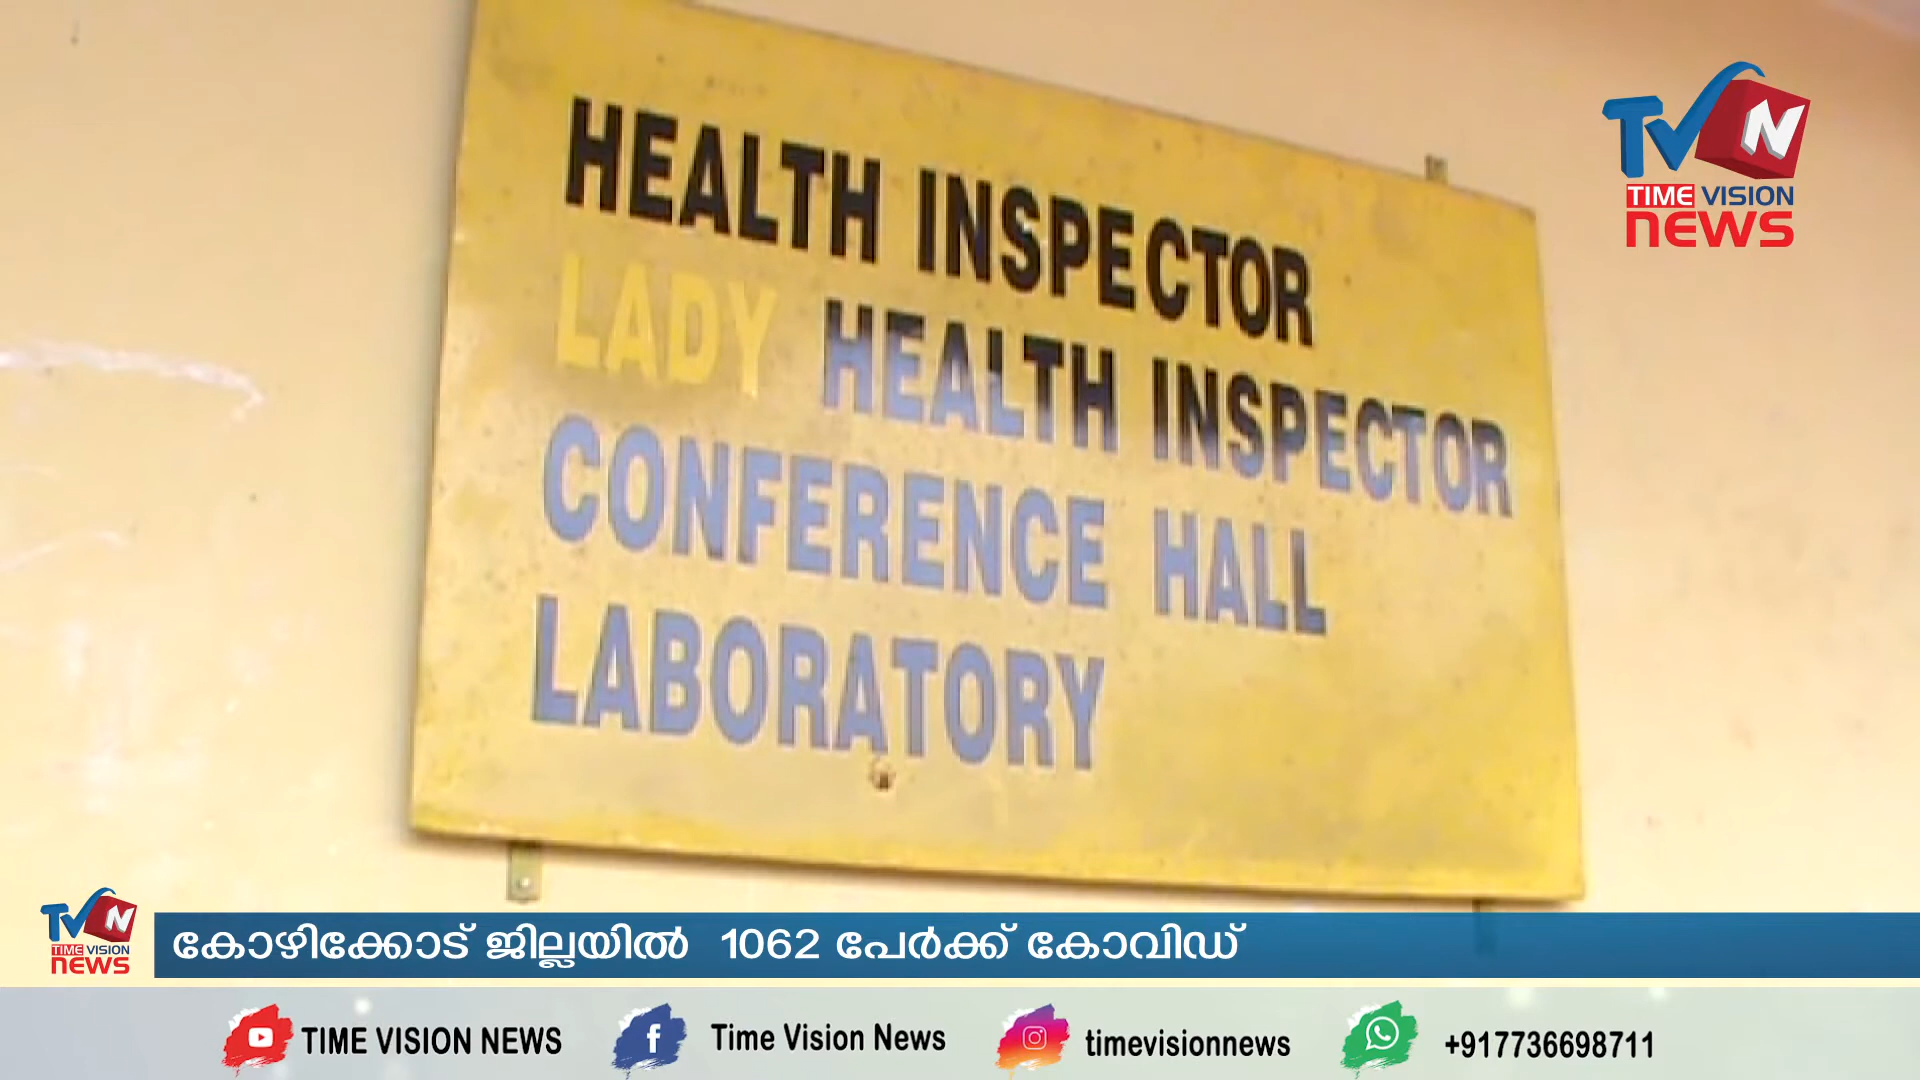 HEALTH INSPECTOR
LADY HEALTH INSPECTOR
CONFERENCE HALL
LABORATORY
TVN
TIME VISION
NEWS
TVN
TIME VISION
NEWS
കോഴിക്കോട് ജില്ലയിൽ 1062 പേർക്ക് കോവിഡ്
TIME VISION NEWS
Time Vision News
timevisionnews
+917736698711